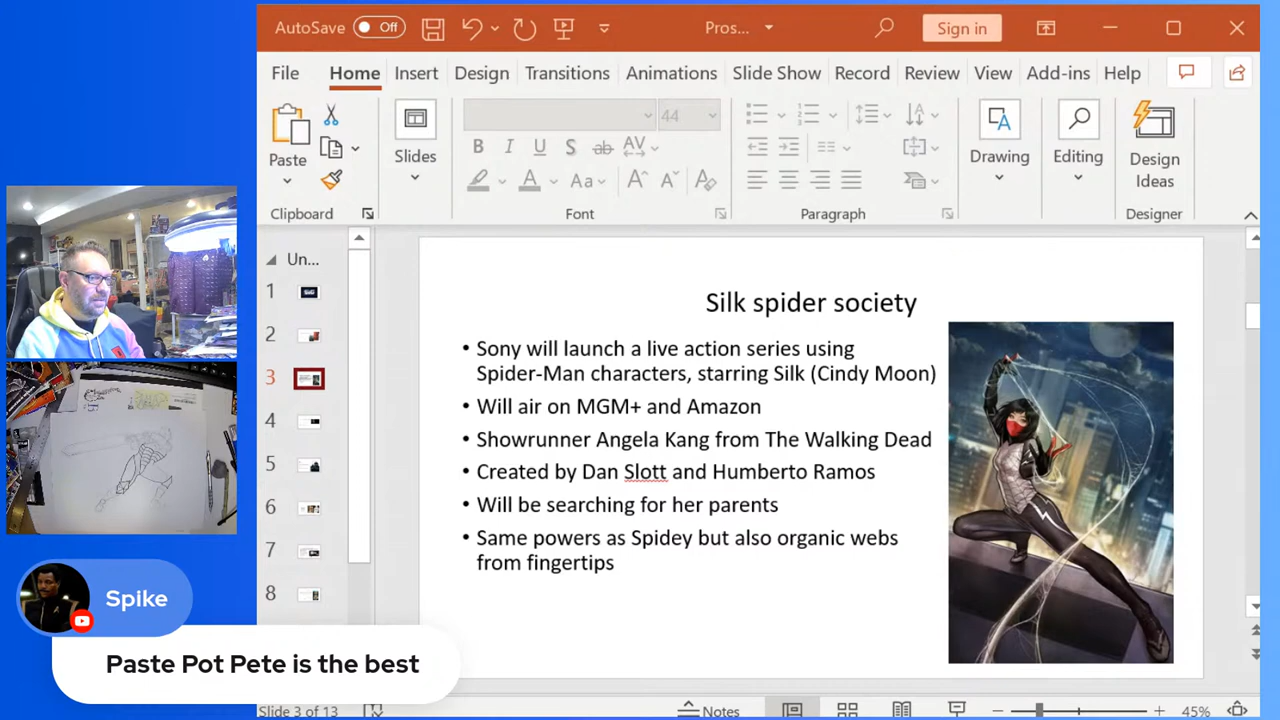 AutoSave Off Pros... Sign in
File Home Insert Design Transitions Animations Slide Show Record Review View Add-ins Help
Paste Slides Drawing Editing Design
Ideas
44
B I U S ab AV
A Aa A A A
Clipboard Font Paragraph Designer
Un...
1
2
3
4
5
6
7
8
Silk spider society
• Sony will launch a live action series using
Spider-Man characters, starring Silk (Cindy Moon)
• Will air on MGM+ and Amazon
• Showrunner Angela Kang from The Walking Dead
• Created by Dan Slott and Humberto Ramos
• Will be searching for her parents
• Same powers as Spidey but also organic webs
from fingertips
Spike
Paste Pot Pete is the best
Slide 3 of 13 Notes 45%